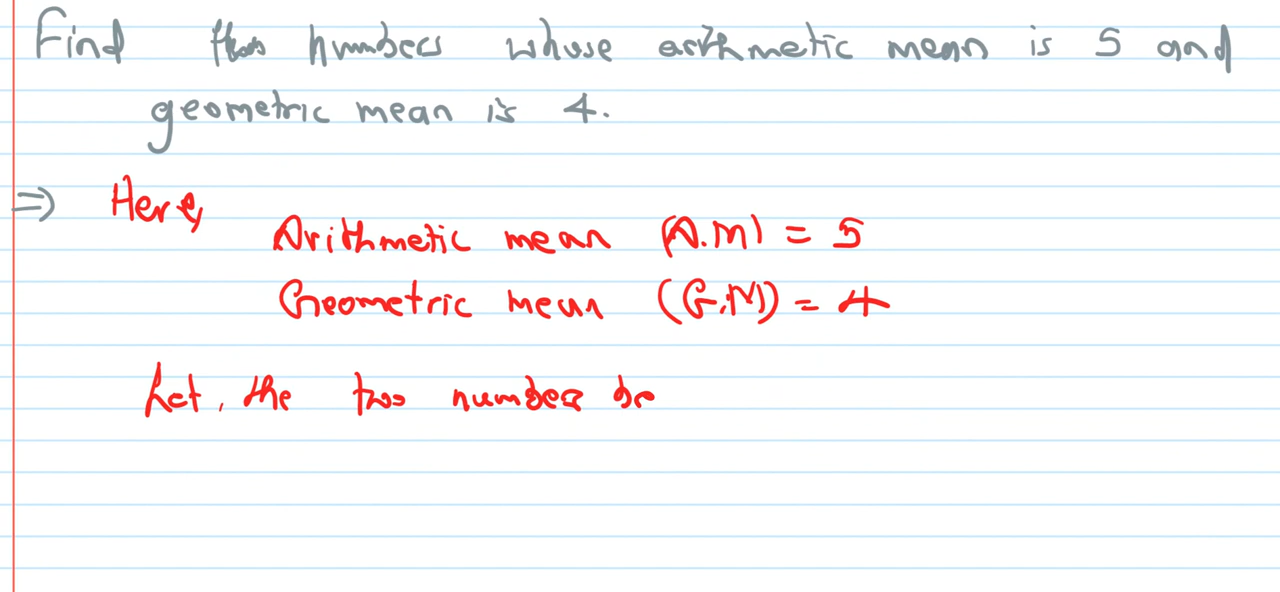 Find two numbers whose arithmetic mean is 5 and
geometric mean is 4.
⇒ Here,
Arithmetic mean (A.M) = 5
Geometric mean (G.M) = 4
Let, the two numbers be